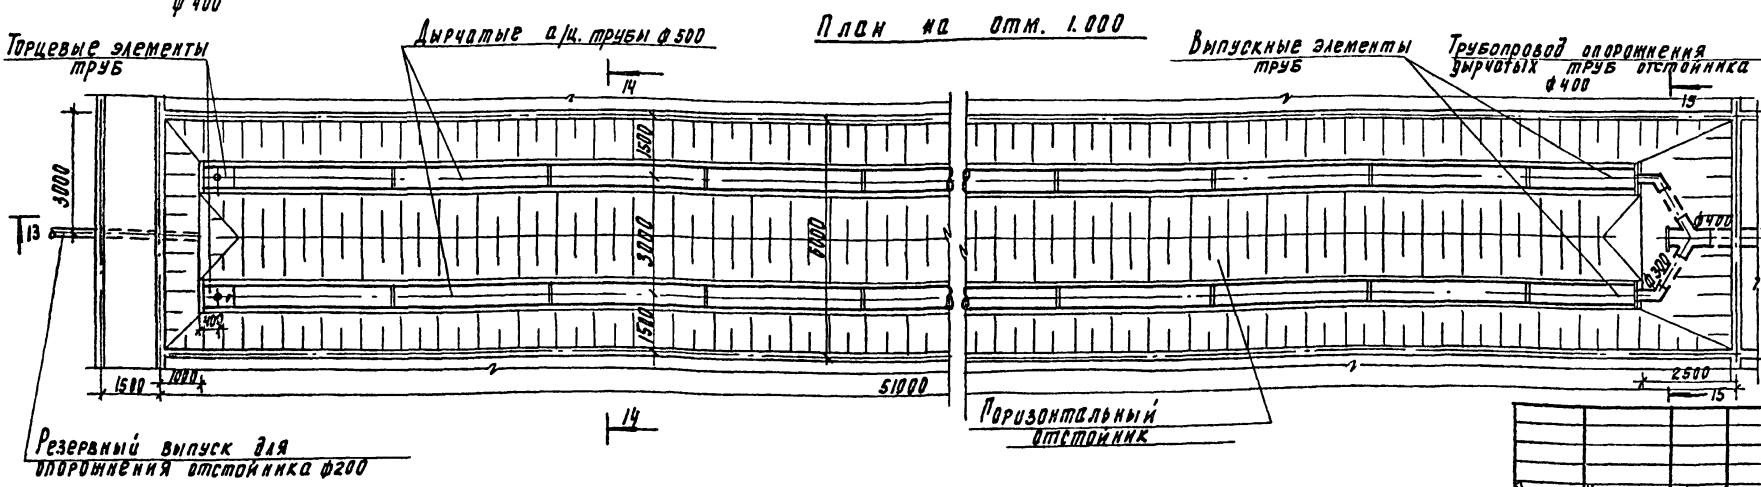 ф 400
План на отм. 1.000
Торцевые элементы
труб
Дырчатые а/ц. трубы ф 500
Выпускные элементы
труб
Трубопровод опорожнения
дырчатых труб отстойника
ф 400
14
15
3000
1500
3000
6000
1500
13
ф400
ф300
400
1500
1000
51000
2500
15
14
Горизонтальный
отстойник
Резервный выпуск для
опорожнения отстойника ф200